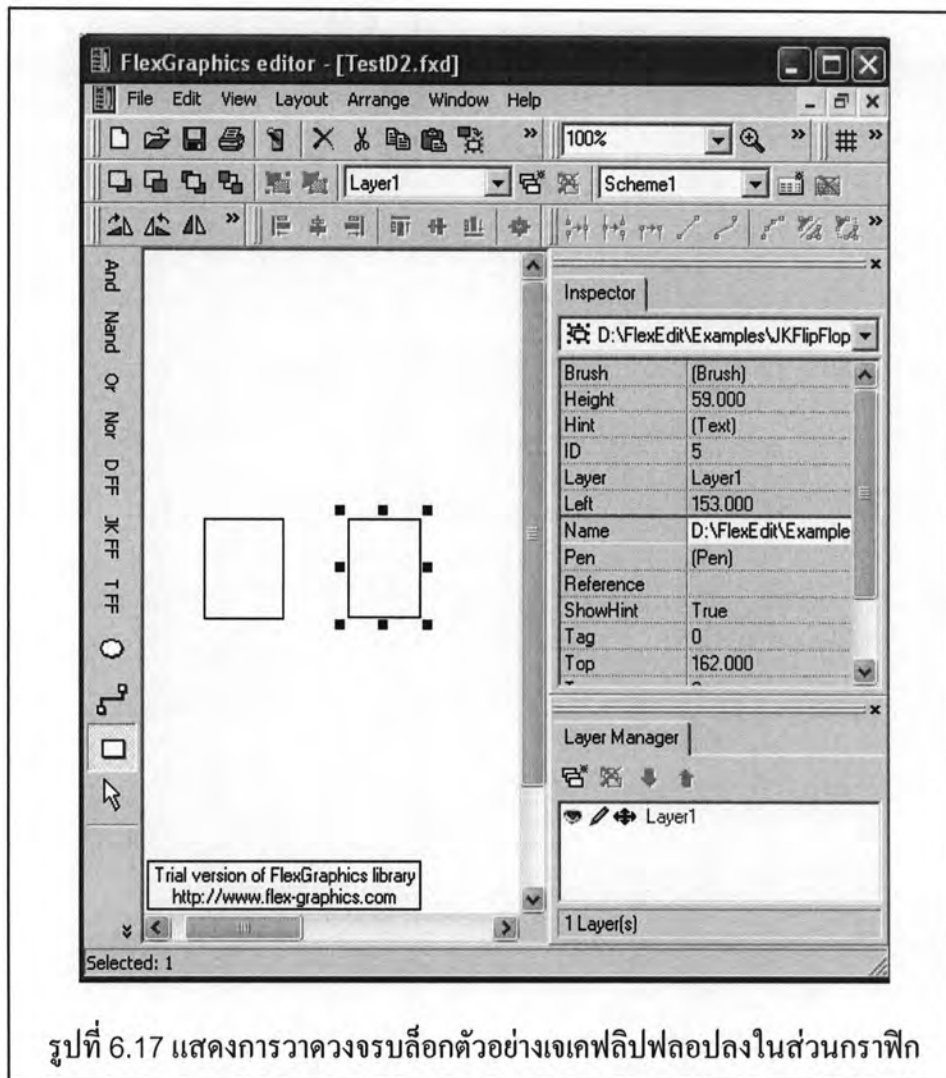 FlexGraphics editor - [TestD2.fxd]
File Edit View Layout Arrange Window Help
100%
Layer1 Scheme1
And
Nand
Or
Nor
D FF
JK FF
T FF
Inspector
D:\FlexEdit\Examples\JKFlipFlop
Brush (Brush)
Height 59.000
Hint (Text)
ID 5
Layer Layer1
Left 153.000
Name D:\FlexEdit\Example
Pen (Pen)
Reference
ShowHint True
Tag 0
Top 162.000
Layer Manager
Layer1
1 Layer(s)
Trial version of FlexGraphics library
http://www.flex-graphics.com
Selected: 1
รูปที่ 6.17 แสดงการวาดวงจรบล็อกตัวอย่างเจเคฟลิปฟลอปลงในส่วนกราฟิก